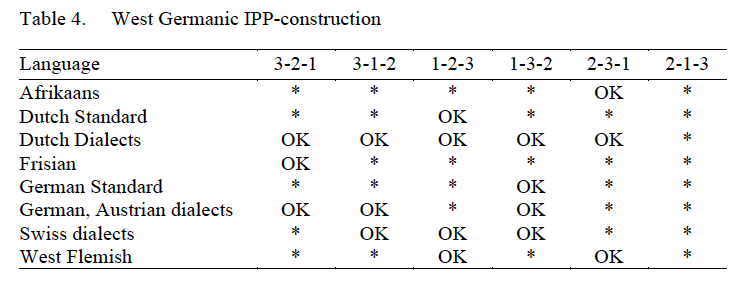 Table 4. West Germanic IPP-construction
Language 3-2-1 3-1-2 1-2-3 1-3-2 2-3-1 2-1-3
Afrikaans * * * * OK *
Dutch Standard * * OK * * *
Dutch Dialects OK OK OK OK OK *
Frisian OK * * * * *
German Standard * * * OK * *
German, Austrian dialects OK OK * OK * *
Swiss dialects * OK OK OK * *
West Flemish * * OK * OK *